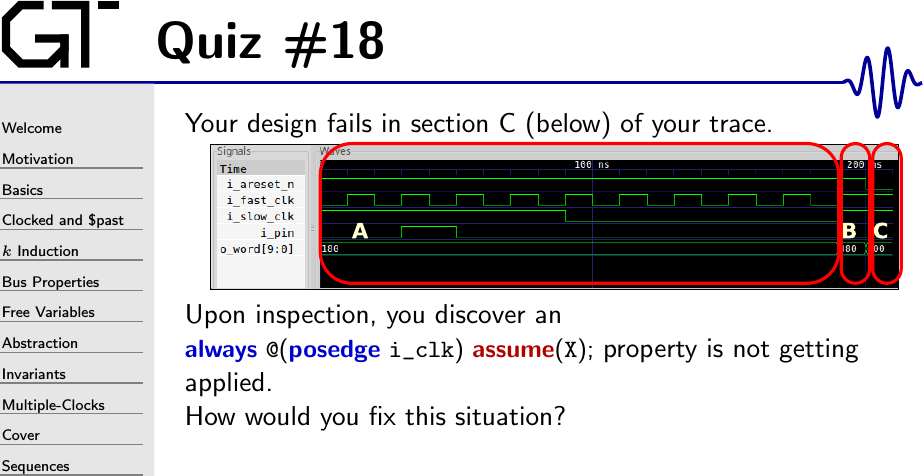 GT
Quiz #18
Welcome
Motivation
Basics
Clocked and $past
k Induction
Bus Properties
Free Variables
Abstraction
Invariants
Multiple-Clocks
Cover
Sequences
Your design fails in section C (below) of your trace.
Signals
Waves
Time
100 ns
200 ns
i_areset_n
i_fast_clk
i_slow_clk
i_pin
o_word[9:0]
180
A
B
C
Upon inspection, you discover an
always @(posedge i_clk) assume(X); property is not getting
applied.
How would you fix this situation?